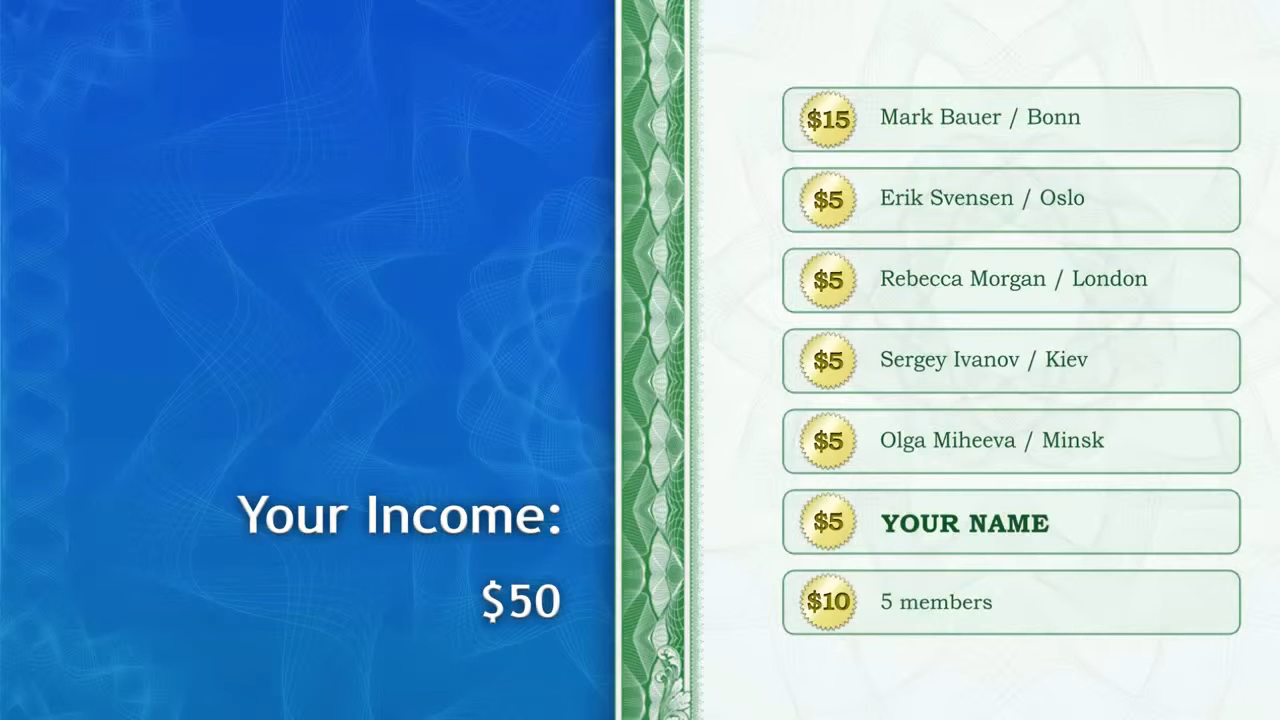 Your Income:
$50
$15 Mark Bauer / Bonn
$5 Erik Svensen / Oslo
$5 Rebecca Morgan / London
$5 Sergey Ivanov / Kiev
$5 Olga Miheeva / Minsk
$5 YOUR NAME
$10 5 members